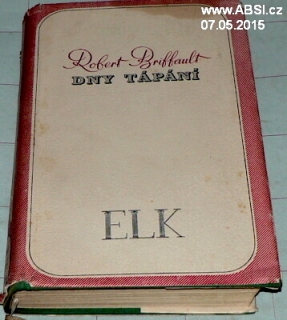 www.ABSI.cz
07.05.2015
Robert Briffault
DNY TÁPÁNÍ
ELK